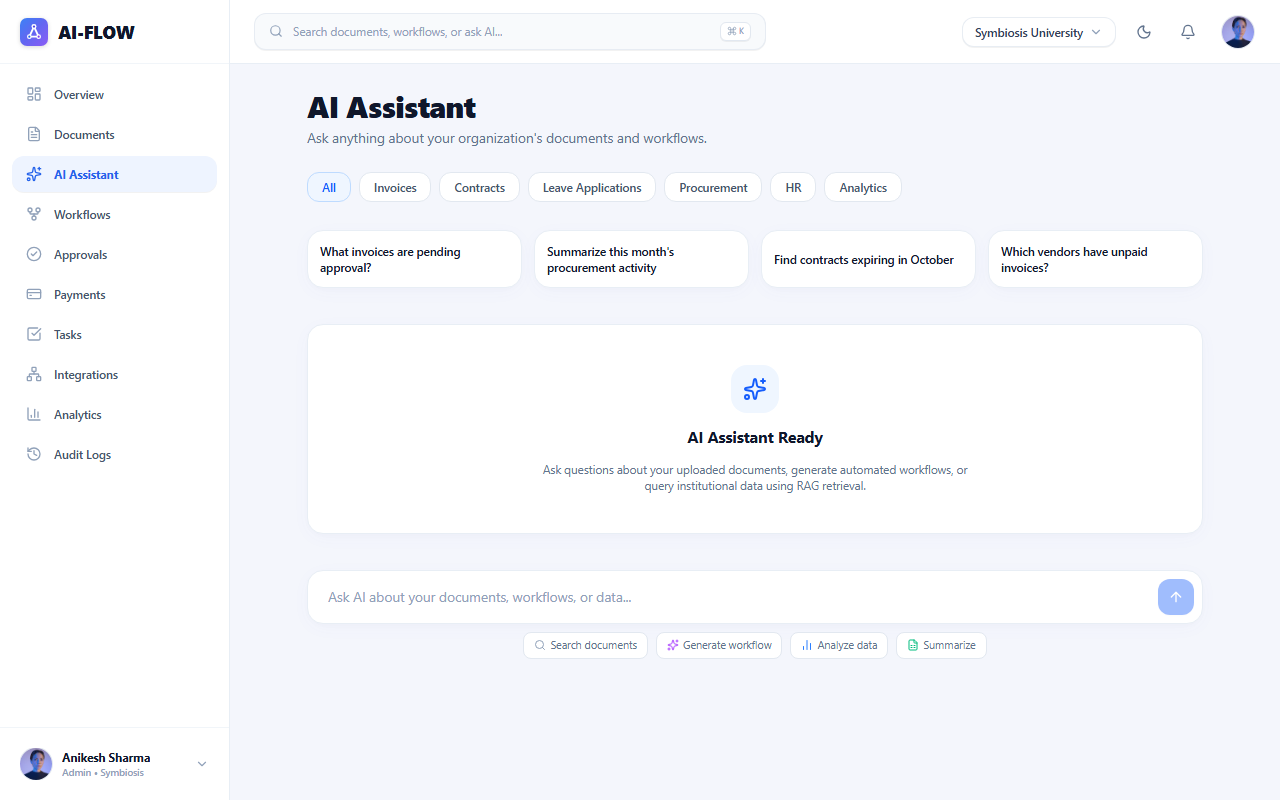 AI-FLOW
Search documents, workflows, or ask AI...
⌘ K
Symbiosis University
Overview
Documents
AI Assistant
Workflows
Approvals
Payments
Tasks
Integrations
Analytics
Audit Logs
AI Assistant
Ask anything about your organization's documents and workflows.
All
Invoices
Contracts
Leave Applications
Procurement
HR
Analytics
What invoices are pending
approval?
Summarize this month's
procurement activity
Find contracts expiring in October
Which vendors have unpaid
invoices?
AI Assistant Ready
Ask questions about your uploaded documents, generate automated workflows, or
query institutional data using RAG retrieval.
Ask AI about your documents, workflows, or data...
Search documents
Generate workflow
Analyze data
Summarize
Anikesh Sharma
Admin • Symbiosis